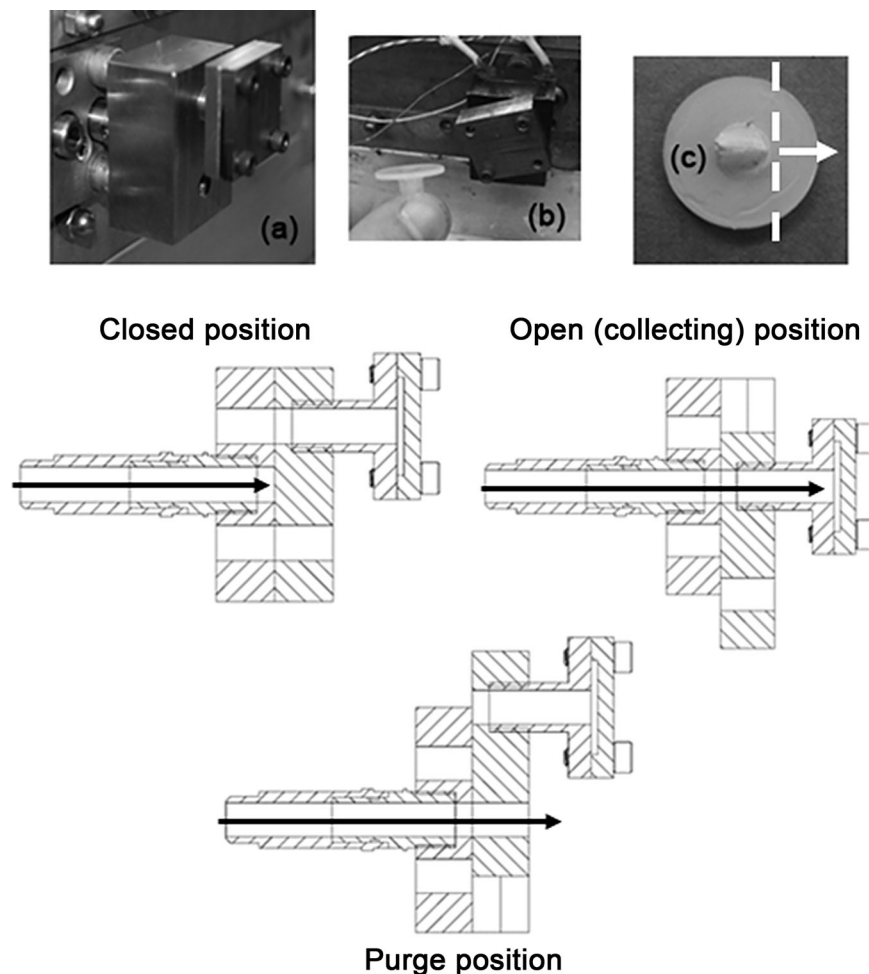 (a)
(b)
(c)
Closed position
Open (collecting) position
Purge position